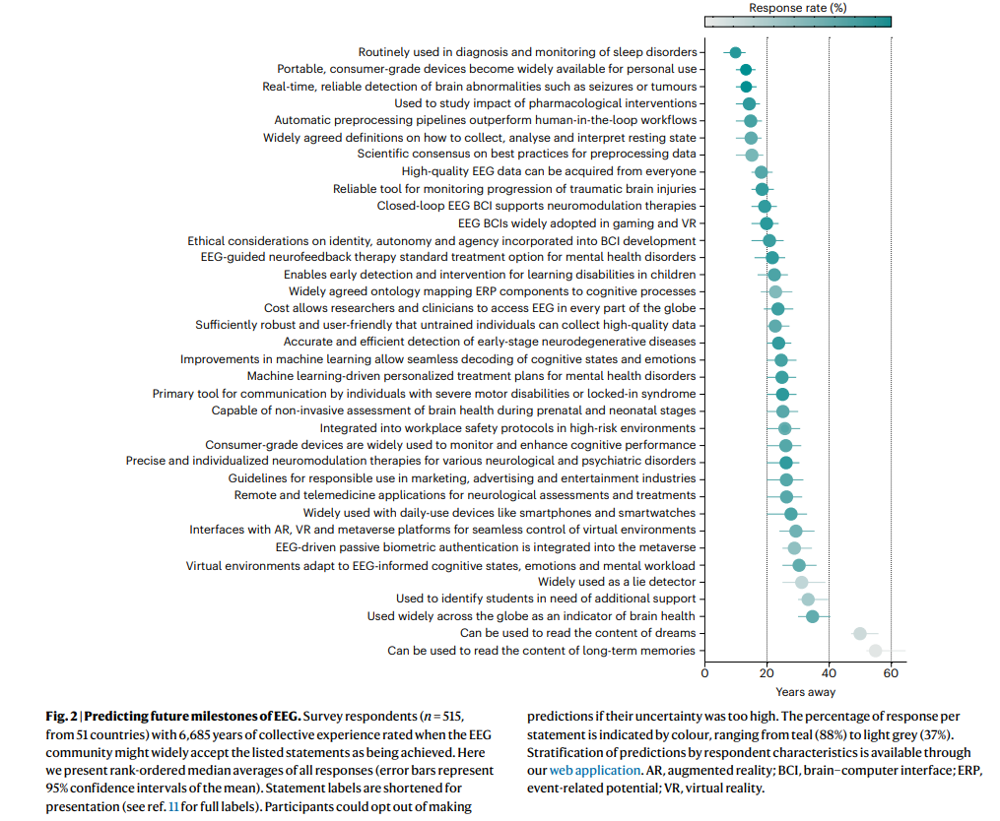 Response rate (%)
Routinely used in diagnosis and monitoring of sleep disorders
Portable, consumer-grade devices become widely available for personal use
Real-time, reliable detection of brain abnormalities such as seizures or tumours
Used to study impact of pharmacological interventions
Automatic preprocessing pipelines outperform human-in-the-loop workflows
Widely agreed definitions on how to collect, analyse and interpret resting state
Scientific consensus on best practices for preprocessing data
High-quality EEG data can be acquired from everyone
Reliable tool for monitoring progression of traumatic brain injuries
Closed-loop EEG BCI supports neuromodulation therapies
EEG BCIs widely adopted in gaming and VR
Ethical considerations on identity, autonomy and agency incorporated into BCI development
EEG-guided neurofeedback therapy standard treatment option for mental health disorders
Enables early detection and intervention for learning disabilities in children
Widely agreed ontology mapping ERP components to cognitive processes
Cost allows researchers and clinicians to access EEG in every part of the globe
Sufficiently robust and user-friendly that untrained individuals can collect high-quality data
Accurate and efficient detection of early-stage neurodegenerative diseases
Improvements in machine learning allow seamless decoding of cognitive states and emotions
Machine learning-driven personalized treatment plans for mental health disorders
Primary tool for communication by individuals with severe motor disabilities or locked-in syndrome
Capable of non-invasive assessment of brain health during prenatal and neonatal stages
Integrated into workplace safety protocols in high-risk environments
Consumer-grade devices are widely used to monitor and enhance cognitive performance
Precise and individualized neuromodulation therapies for various neurological and psychiatric disorders
Guidelines for responsible use in marketing, advertising and entertainment industries
Remote and telemedicine applications for neurological assessments and treatments
Widely used with daily-use devices like smartphones and smartwatches
Interfaces with AR, VR and metaverse platforms for seamless control of virtual environments
EEG-driven passive biometric authentication is integrated into the metaverse
Virtual environments adapt to EEG-informed cognitive states, emotions and mental workload
Widely used as a lie detector
Used to identify students in need of additional support
Used widely across the globe as an indicator of brain health
Can be used to read the content of dreams
Can be used to read the content of long-term memories
0 20 40 60
Years away
Fig. 2 | Predicting future milestones of EEG. Survey respondents (n = 515,
from 51 countries) with 6,685 years of collective experience rated when the EEG
community might widely accept the listed statements as being achieved. Here
we present rank-ordered median averages of all responses (error bars represent
95% confidence intervals of the mean). Statement labels are shortened for
presentation (see ref. 11 for full labels). Participants could opt out of making
predictions if their uncertainty was too high. The percentage of response per
statement is indicated by colour, ranging from teal (88%) to light grey (37%).
Stratification of predictions by respondent characteristics is available through
our web application. AR, augmented reality; BCI, brain–computer interface; ERP,
event-related potential; VR, virtual reality.